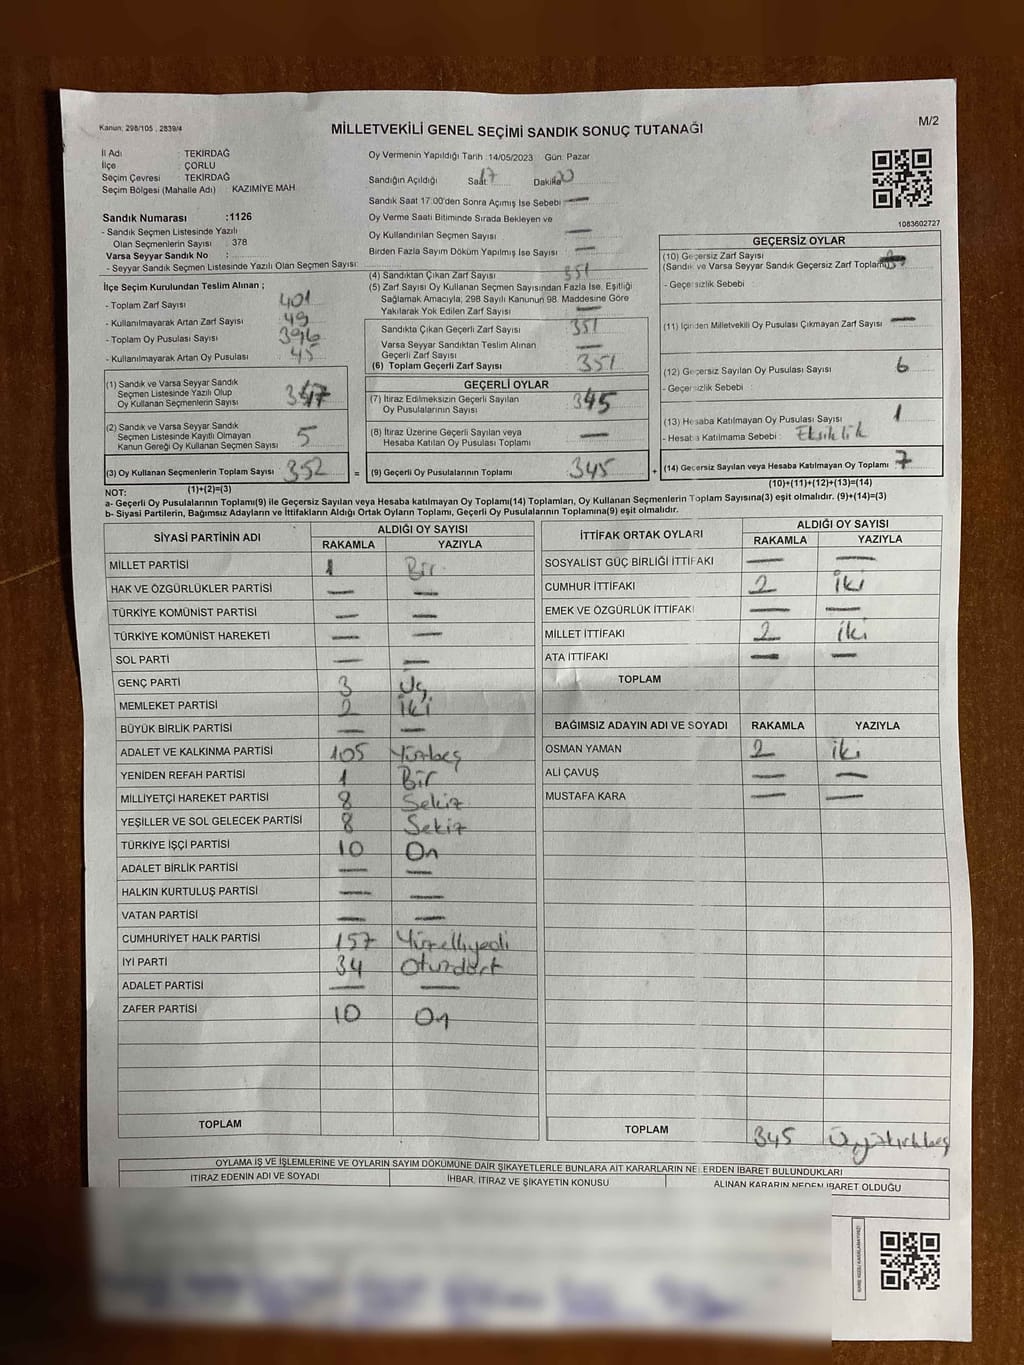 Kanun; 298/105 , 2839/4
MİLLETVEKİLİ GENEL SEÇİMİ SANDIK SONUÇ TUTANAĞI
M/2
İl Adı : TEKİRDAĞ
İlçe : ÇORLU
Seçim Çevresi : TEKİRDAĞ
Seçim Bölgesi (Mahalle Adı) : KAZIMİYE MAH.
Oy Vermenin Yapıldığı Tarih :14/05/2023 Gün: Pazar
Sandığın Açıldığı Saat 17 Dakika
Sandık Saat 17:00'den Sonra Açımış İse Sebebi —
Oy Verme Saati Bitiminde Sırada Bekleyen ve
Oy Kullandırılan Seçmen Sayısı —
Birden Fazla Sayım Döküm Yapılmış İse Sayısı —
1083602727
Sandık Numarası :1126
- Sandık Seçmen Listesinde Yazılı
Olan Seçmenlerin Sayısı : 378
Varsa Seyyar Sandık No :
- Seyyar Sandık Seçmen Listesinde Yazılı Olan Seçmen Sayısı:
İlçe Seçim Kurulundan Teslim Alınan ;
- Toplam Zarf Sayısı 401
- Kullanılmayarak Artan Zarf Sayısı 49
- Toplam Oy Pusulası Sayısı 396
- Kullanılmayarak Artan Oy Pusulası 45
(1) Sandık ve Varsa Seyyar Sandık
Seçmen Listesinde Yazılı Olup
Oy Kullanan Seçmenlerin Sayısı 347
(2) Sandık ve Varsa Seyyar Sandık
Seçmen Listesinde Kayıtlı Olmayan
Kanun Gereği Oy Kullanan Seçmen Sayısı 5
(3) Oy Kullanan Seçmenlerin Toplam Sayısı 352 =
(1)+(2)=(3)
(4) Sandıktan Çıkan Zarf Sayısı 351
(5) Zarf Sayısı Oy Kullanan Seçmen Sayısından Fazla İse, Eşitliği
Sağlamak Amacıyla, 298 Sayılı Kanunun 98. Maddesine Göre
Yakılarak Yok Edilen Zarf Sayısı —
Sandıkta Çıkan Geçerli Zarf Sayısı 351
Varsa Seyyar Sandıktan Teslim Alınan
Geçerli Zarf Sayısı —
(6) Toplam Geçerli Zarf Sayısı 351
GEÇERLİ OYLAR
(7) İtiraz Edilmeksizin Geçerli Sayılan
Oy Pusulalarının Sayısı 345
(8) İtiraz Üzerine Geçerli Sayılan veya
Hesaba Katılan Oy Pusulası Toplamı —
(9) Geçerli Oy Pusulalarının Toplamı 345 +
GEÇERSİZ OYLAR
(10) Geçersiz Zarf Sayısı
(Sandık ve Varsa Seyyar Sandık Geçersiz Zarf Toplamı)
- Geçersizlik Sebebi :
(11) İçinden Milletvekili Oy Pusulası Çıkmayan Zarf Sayısı —
(12) Geçersiz Sayılan Oy Pusulası Sayısı 6
- Geçersizlik Sebebi :
(13) Hesaba Katılmayan Oy Pusulası Sayısı 1
- Hesaba Katılmama Sebebi : Eksiklik
(14) Geçersiz Sayılan veya Hesaba Katılmayan Oy Toplamı 7
(10)+(11)+(12)+(13)=(14)
NOT:
a- Geçerli Oy Pusulalarının Toplamı(9) ile Geçersiz Sayılan veya Hesaba katılmayan Oy Toplamı(14) Toplamları, Oy Kullanan Seçmenlerin Toplam Sayısına(3) eşit olmalıdır. (9)+(14)=(3)
b- Siyasi Partilerin, Bağımsız Adayların ve İttifakların Aldığı Ortak Oyların Toplamı, Geçerli Oy Pusulalarının Toplamına(9) eşit olmalıdır.
SİYASİ PARTİNİN ADI ALDIĞI OY SAYISI
RAKAMLA YAZIYLA
MİLLET PARTİSİ 1 Bir
HAK VE ÖZGÜRLÜKLER PARTİSİ — —
TÜRKİYE KOMÜNİST PARTİSİ — —
TÜRKİYE KOMÜNİST HAREKETİ — —
SOL PARTİ — —
GENÇ PARTİ 3 Üç
MEMLEKET PARTİSİ 2 İki
BÜYÜK BİRLİK PARTİSİ — —
ADALET VE KALKINMA PARTİSİ 105 Yüzbeş
YENİDEN REFAH PARTİSİ 1 Bir
MİLLİYETÇİ HAREKET PARTİSİ 8 Sekiz
YEŞİLLER VE SOL GELECEK PARTİSİ 8 Sekiz
TÜRKİYE İŞÇİ PARTİSİ 10 On
ADALET BİRLİK PARTİSİ — —
HALKIN KURTULUŞ PARTİSİ — —
VATAN PARTİSİ — —
CUMHURİYET HALK PARTİSİ 157 Yüzelliyedi
İYİ PARTİ 34 Otuzdört
ADALET PARTİSİ — —
ZAFER PARTİSİ 10 On
TOPLAM
İTTİFAK ORTAK OYLARI ALDIĞI OY SAYISI
RAKAMLA YAZIYLA
SOSYALİST GÜÇ BİRLİĞİ İTTİFAKI — —
CUMHUR İTTİFAKI 2 İki
EMEK VE ÖZGÜRLÜK İTTİFAKI — —
MİLLET İTTİFAKI 2 İki
ATA İTTİFAKI — —
TOPLAM
BAĞIMSIZ ADAYIN ADI VE SOYADI RAKAMLA YAZIYLA
OSMAN YAMAN 2 iki
ALİ ÇAVUŞ — —
MUSTAFA KARA — —
TOPLAM 345 Üçyüzkırkbeş
OYLAMA İŞ VE İŞLEMLERİNE VE OYLARIN SAYIM DÖKÜMÜNE DAİR ŞİKAYETLERLE BUNLARA AİT KARARLARIN NELERDEN İBARET BULUNDUKLARI
İTİRAZ EDENİN ADI VE SOYADI İHBAR, İTİRAZ VE ŞİKAYETİN KONUSU ALINAN KARARIN NEDEN İBARET OLDUĞU